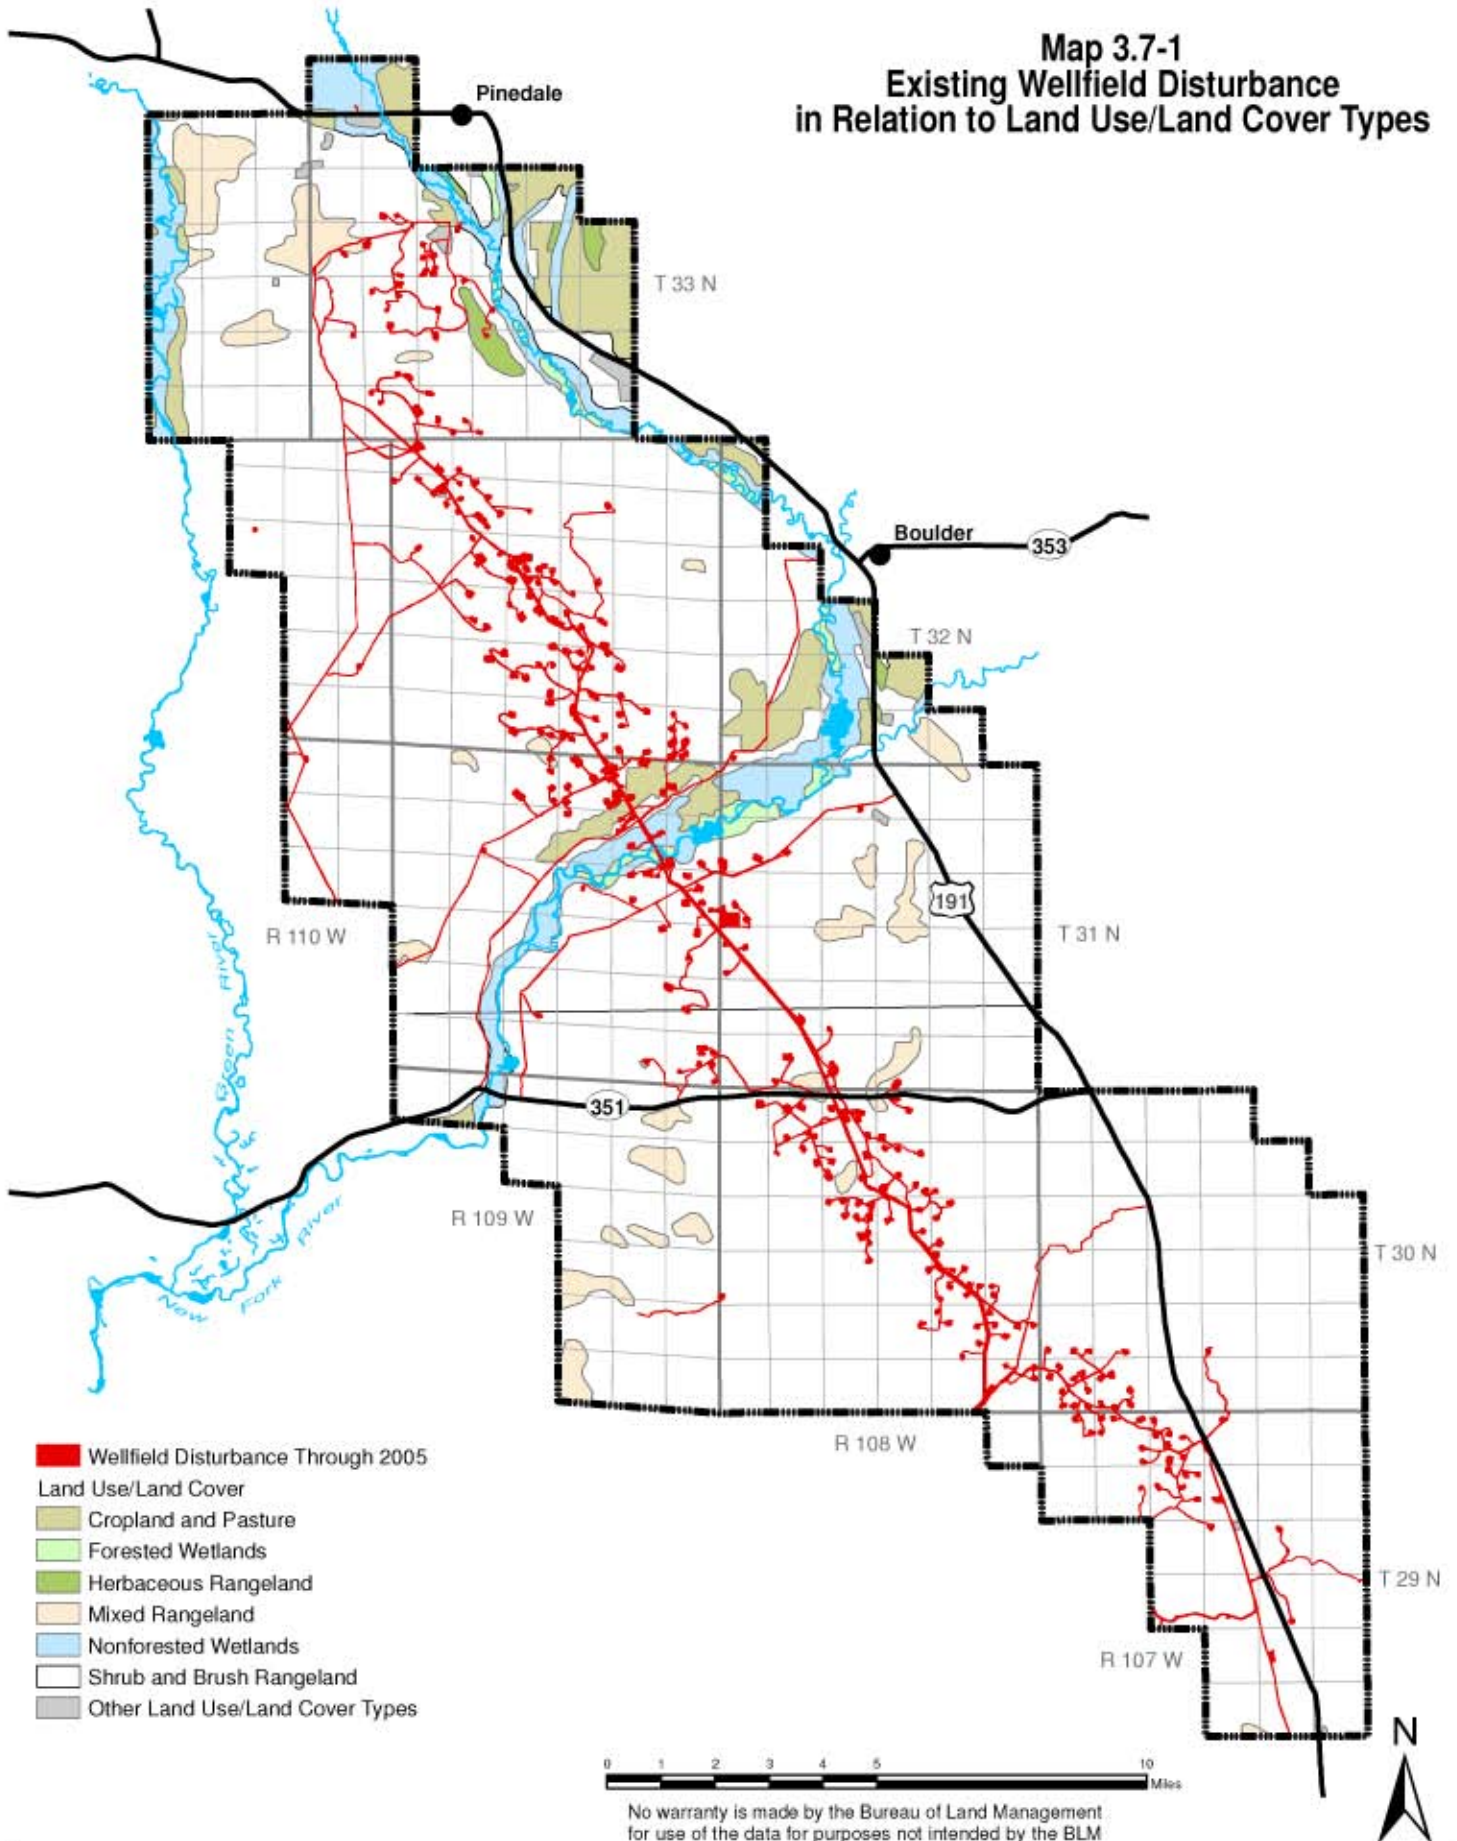 Map 3.7-1
Existing Wellfield Disturbance
in Relation to Land Use/Land Cover Types
Pinedale
T 33 N
Boulder
353
T 32 N
191
R 110 W
T 31 N
Green River
351
R 109 W
New Fork River
T 30 N
R 108 W
T 29 N
R 107 W
Wellfield Disturbance Through 2005
Land Use/Land Cover
Cropland and Pasture
Forested Wetlands
Herbaceous Rangeland
Mixed Rangeland
Nonforested Wetlands
Shrub and Brush Rangeland
Other Land Use/Land Cover Types
N
0 1 2 3 4 5 10
Miles
No warranty is made by the Bureau of Land Management
for use of the data for purposes not intended by the BLM